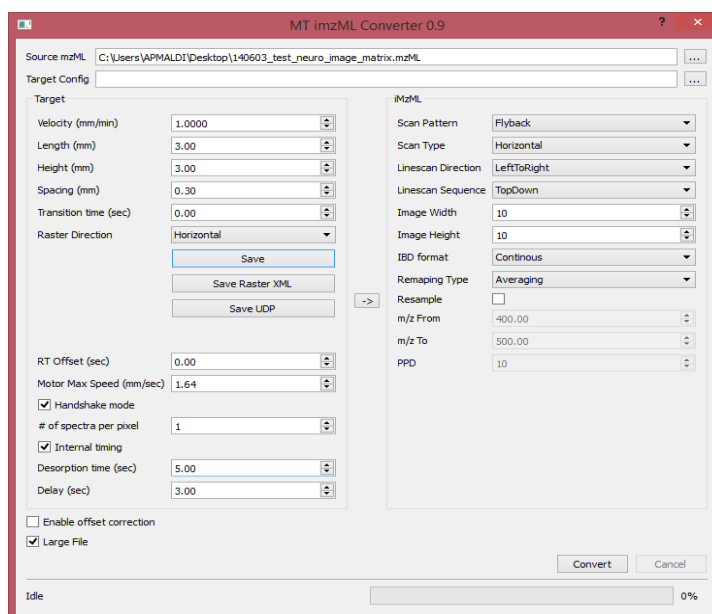 MT imzML Converter 0.9
?
Source mzML C:\Users\APMALDI\Desktop\140603_test_neuro_image_matrix.mzML ...
Target Config ...
Target
Velocity (mm/min) 1.0000
Length (mm) 3.00
Height (mm) 3.00
Spacing (mm) 0.30
Transition time (sec) 0.00
Raster Direction Horizontal
Save
Save Raster XML
Save UDP
RT Offset (sec) 0.00
Motor Max Speed (mm/sec) 1.64
Handshake mode
# of spectra per pixel 1
Internal timing
Desorption time (sec) 5.00
Delay (sec) 3.00
->
iMzML
Scan Pattern Flyback
Scan Type Horizontal
Linescan Direction LeftToRight
Linescan Sequence TopDown
Image Width 10
Image Height 10
IBD format Continous
Remaping Type Averaging
Resample
m/z From 400.00
m/z To 500.00
PPD 10
Enable offset correction
Large File
Convert Cancel
Idle 0%